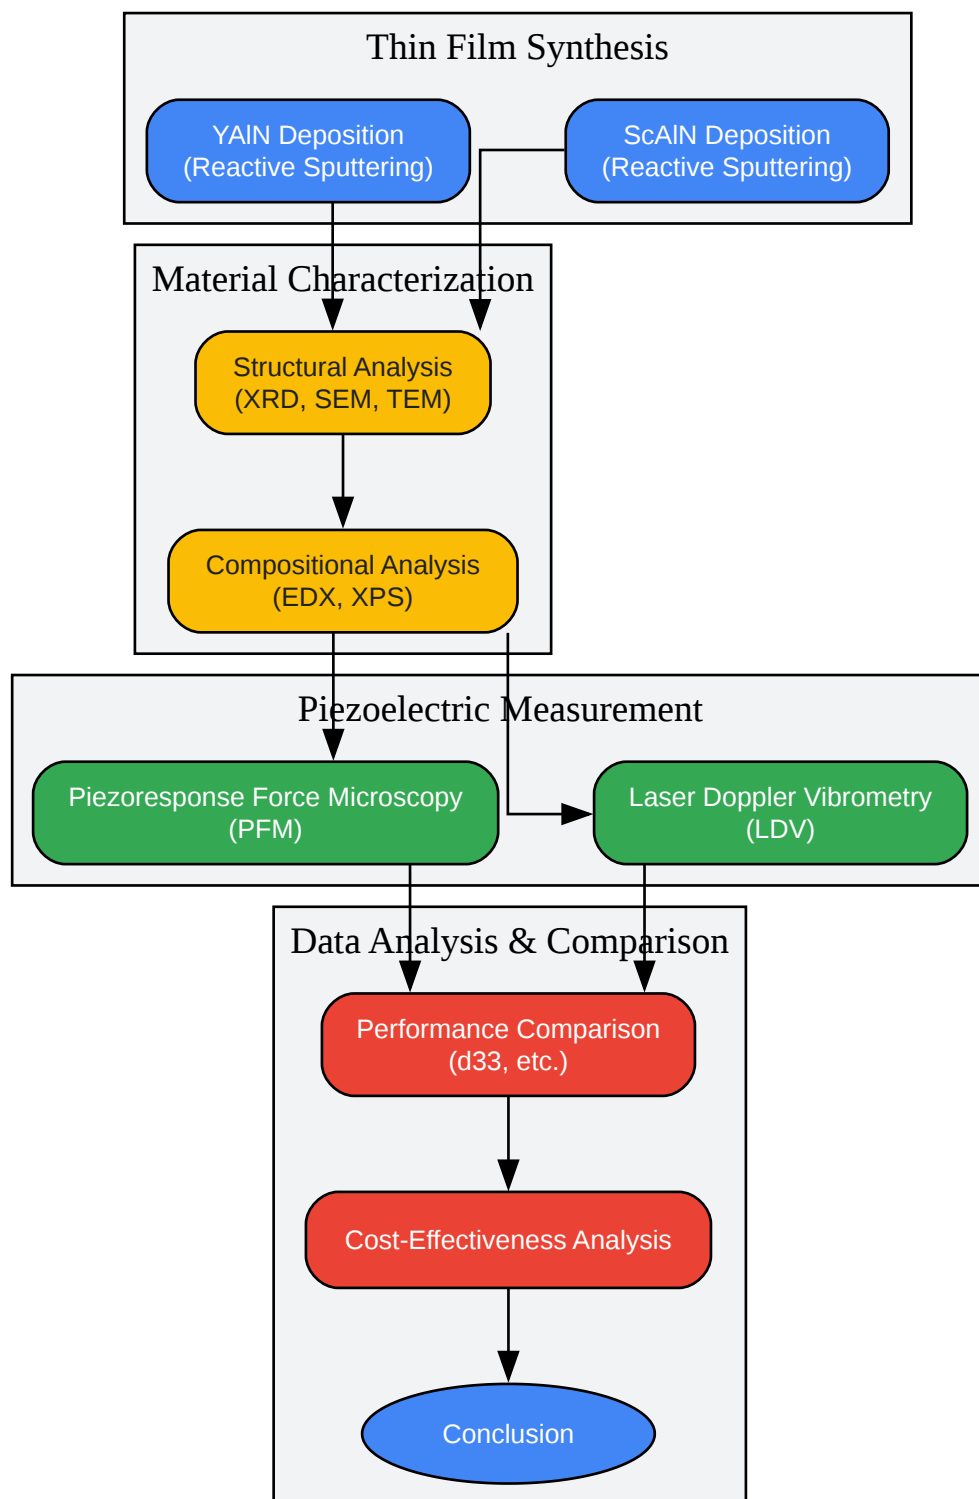 Thin Film Synthesis
YAlN Deposition
(Reactive Sputtering)
ScAlN Deposition
(Reactive Sputtering)
Material Characterization
Structural Analysis
(XRD, SEM, TEM)
Compositional Analysis
(EDX, XPS)
Piezoelectric Measurement
Piezoresponse Force Microscopy
(PFM)
Laser Doppler Vibrometry
(LDV)
Data Analysis & Comparison
Performance Comparison
(d33, etc.)
Cost-Effectiveness Analysis
Conclusion